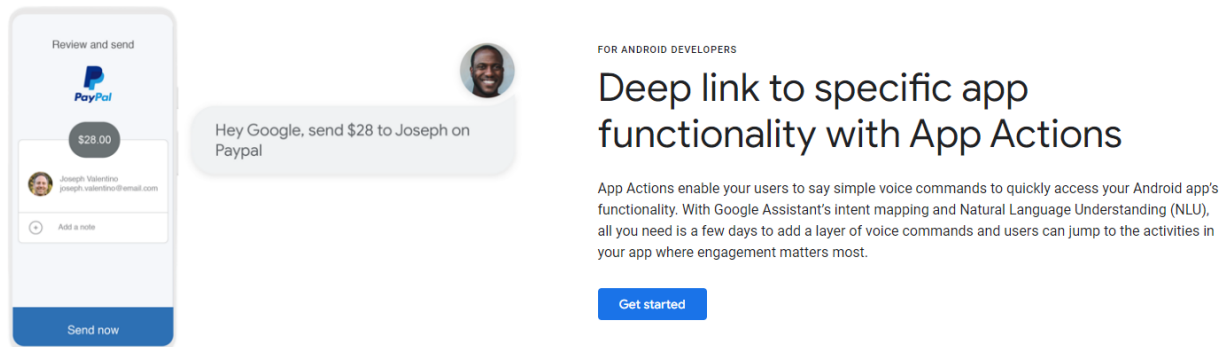 Review and send
PayPal
$28.00
Joseph Valentino
joseph.valentino@email.com
Add a note
Send now
Hey Google, send $28 to Joseph on
Paypal
FOR ANDROID DEVELOPERS
Deep link to specific app
functionality with App Actions
App Actions enable your users to say simple voice commands to quickly access your Android app's
functionality. With Google Assistant's intent mapping and Natural Language Understanding (NLU),
all you need is a few days to add a layer of voice commands and users can jump to the activities in
your app where engagement matters most.
Get started